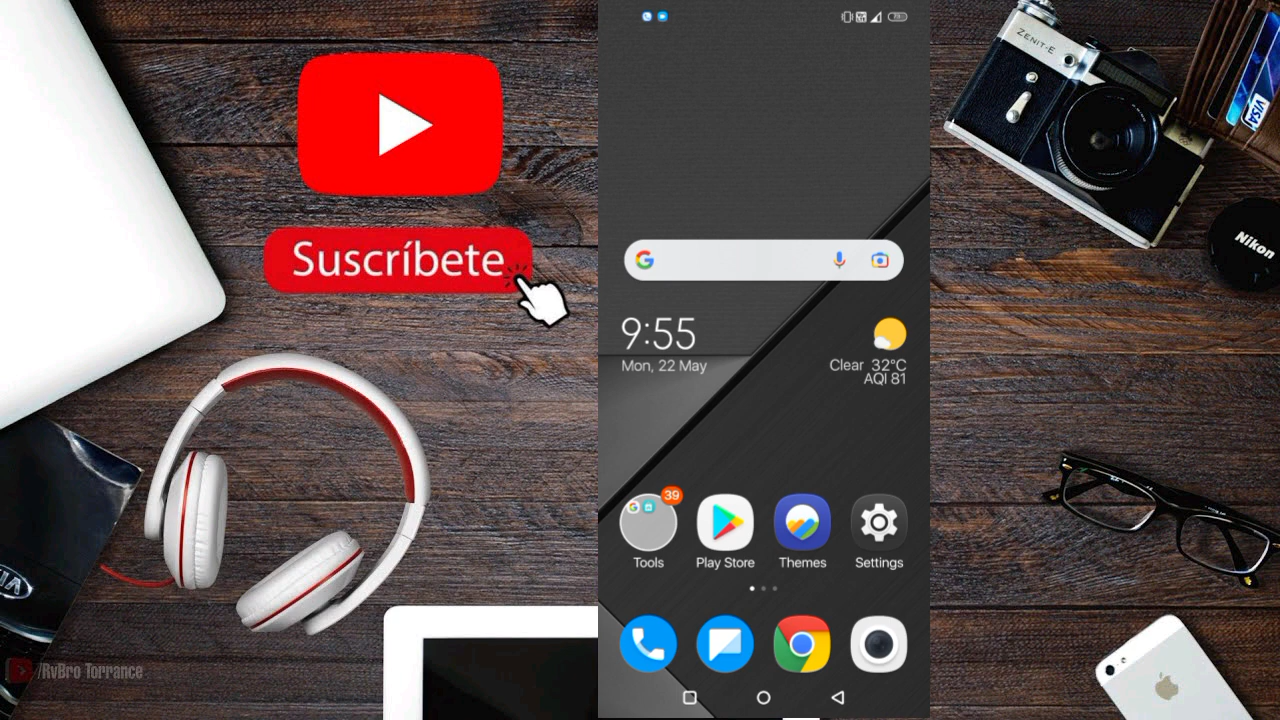 Suscríbete
/RvBro Torrance
9:55
Mon, 22 May
Clear 32°C
AQI 81
39
Tools
Play Store
Themes
Settings
ZENIT-E
VISA
Nikon